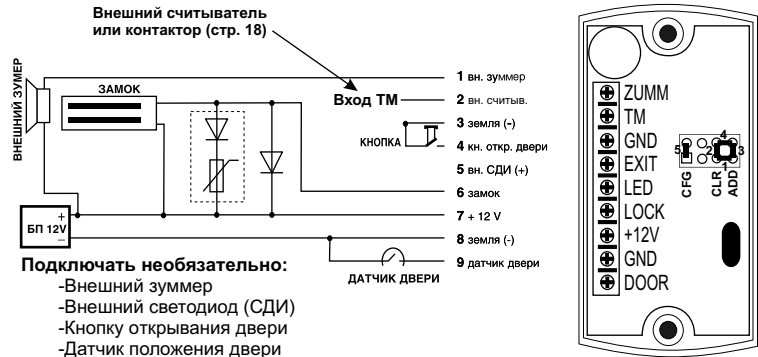 Внешний считыватель
или контактор (стр. 18)
ВНЕШНИЙ ЗУМЕР
ЗАМОК
Вход ТМ
КНОПКА
1 вн. зуммер
2 вн. считыв.
3 земля (-)
4 кн. откр. двери
5 вн. СДИ (+)
6 замок
7 + 12 V
8 земля (-)
9 датчик двери
+
БП 12V
–
ДАТЧИК ДВЕРИ
Подключать необязательно:
-Внешний зуммер
-Внешний светодиод (СДИ)
-Кнопку открывания двери
-Датчик положения двери
ZUMM
TM
GND
EXIT
LED
LOCK
+12V
GND
DOOR
4
5
2
3
1
CFG
CLR
ADD